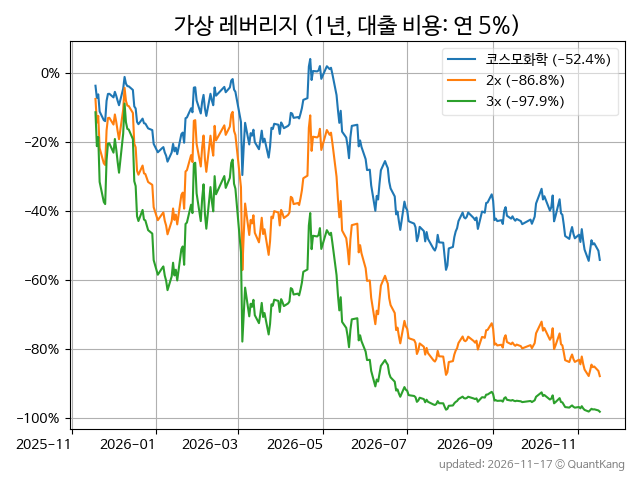 가상 레버리지 (1년, 대출 비용: 연 5%)
코스모화학 (−52.4%)
2x (−86.8%)
3x (−97.9%)
0%
−20%
−40%
−60%
−80%
−100%
2025-11 2026-01 2026-03 2026-05 2026-07 2026-09 2026-11
updated: 2026-11-17 © QuantKang